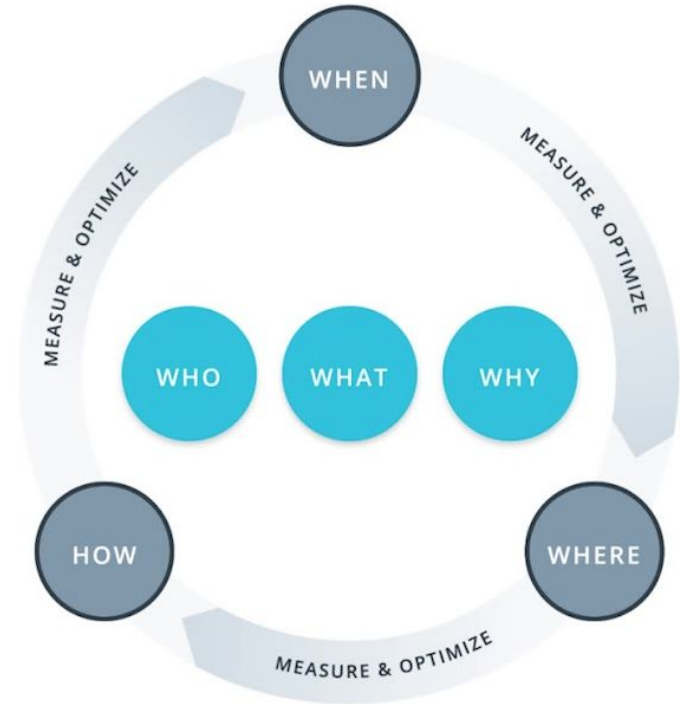 WHEN
MEASURE & OPTIMIZE
MEASURE & OPTIMIZE
WHO
WHAT
WHY
HOW
WHERE
MEASURE & OPTIMIZE